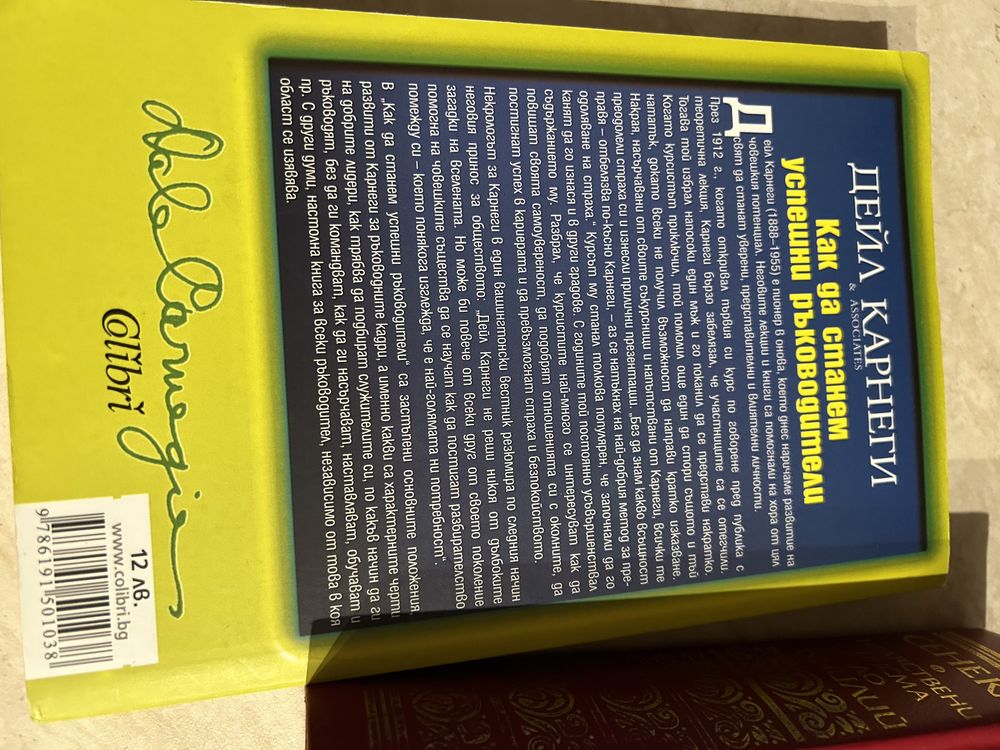 ДЕЙЛ КАРНЕГИ
& ASSOCIATES
Как да станем
успешни ръководители
Дейл Карнеги (1888–1955) е пионер в онова, което днес наричаме развитие на
човешкия потенциал. Неговите лекции и книги са помогнали на хора от цял
свят да станат уверени, представителни и влиятелни личности.
През 1912 г., когато открива първия си курс по говорене пред публика с
теоретична лекция, Карнеги бързо забелязал, че участниците са се отегчили.
Тогава той избрал напосоки един мъж и го поканил да се представи накратко.
Когато курсистът приключил, той помолил още един да стори същото и тъй
нататък, докато всеки не получил възможност да направи кратко изказване.
Накрая, насърчавани от своите съкурсници и напътствани от Карнеги, всички те
преодолели страха си и изнесли прилични презентации. „Без да знам какво всъщност
правя – отбелязва по-късно Карнеги, – аз се натъкнах на най-добрия метод за пре-
одоляване на страха.“ Курсът му станал толкова популярен, че започнали да го
канят да го изнася и в други градове. С годините той постоянно усъвършенствал
съдържанието му. Разбрал, че курсистите най-много се интересуват как да
повишат своята самоувереност, да подобрят отношенията си с околните, да
постигнат успех в кариерата и да превъзмогнат страха и безпокойството.
Некрологът за Карнеги в един вашингтонски вестник резюмира по следния начин
неговия принос за обществото: „Дейл Карнеги не реши никоя от дълбоките
загадки на вселената. Но може би повече от всеки друг от своето поколение
помогна на човешките същества да се научат как да постигат разбирателство
помежду си – което понякога изглежда, че е най-голямата ни потребност“.
В „Как да станем успешни ръководители“ са застъпени основните положения,
развити от Карнеги за ръководните кадри, а именно какви са характерните черти
на добрите лидери, как трябва да подбират служителите си, по какъв начин да ги
ръководят, без да ги командват, как да ги насърчават, наставляват, обучават и
пр. С други думи, настолна книга за всеки ръководител, независимо от това в коя
област се изявява.
Dale Carnegie
Colibri
12 лв.
www.colibri.bg
9 786191 501038